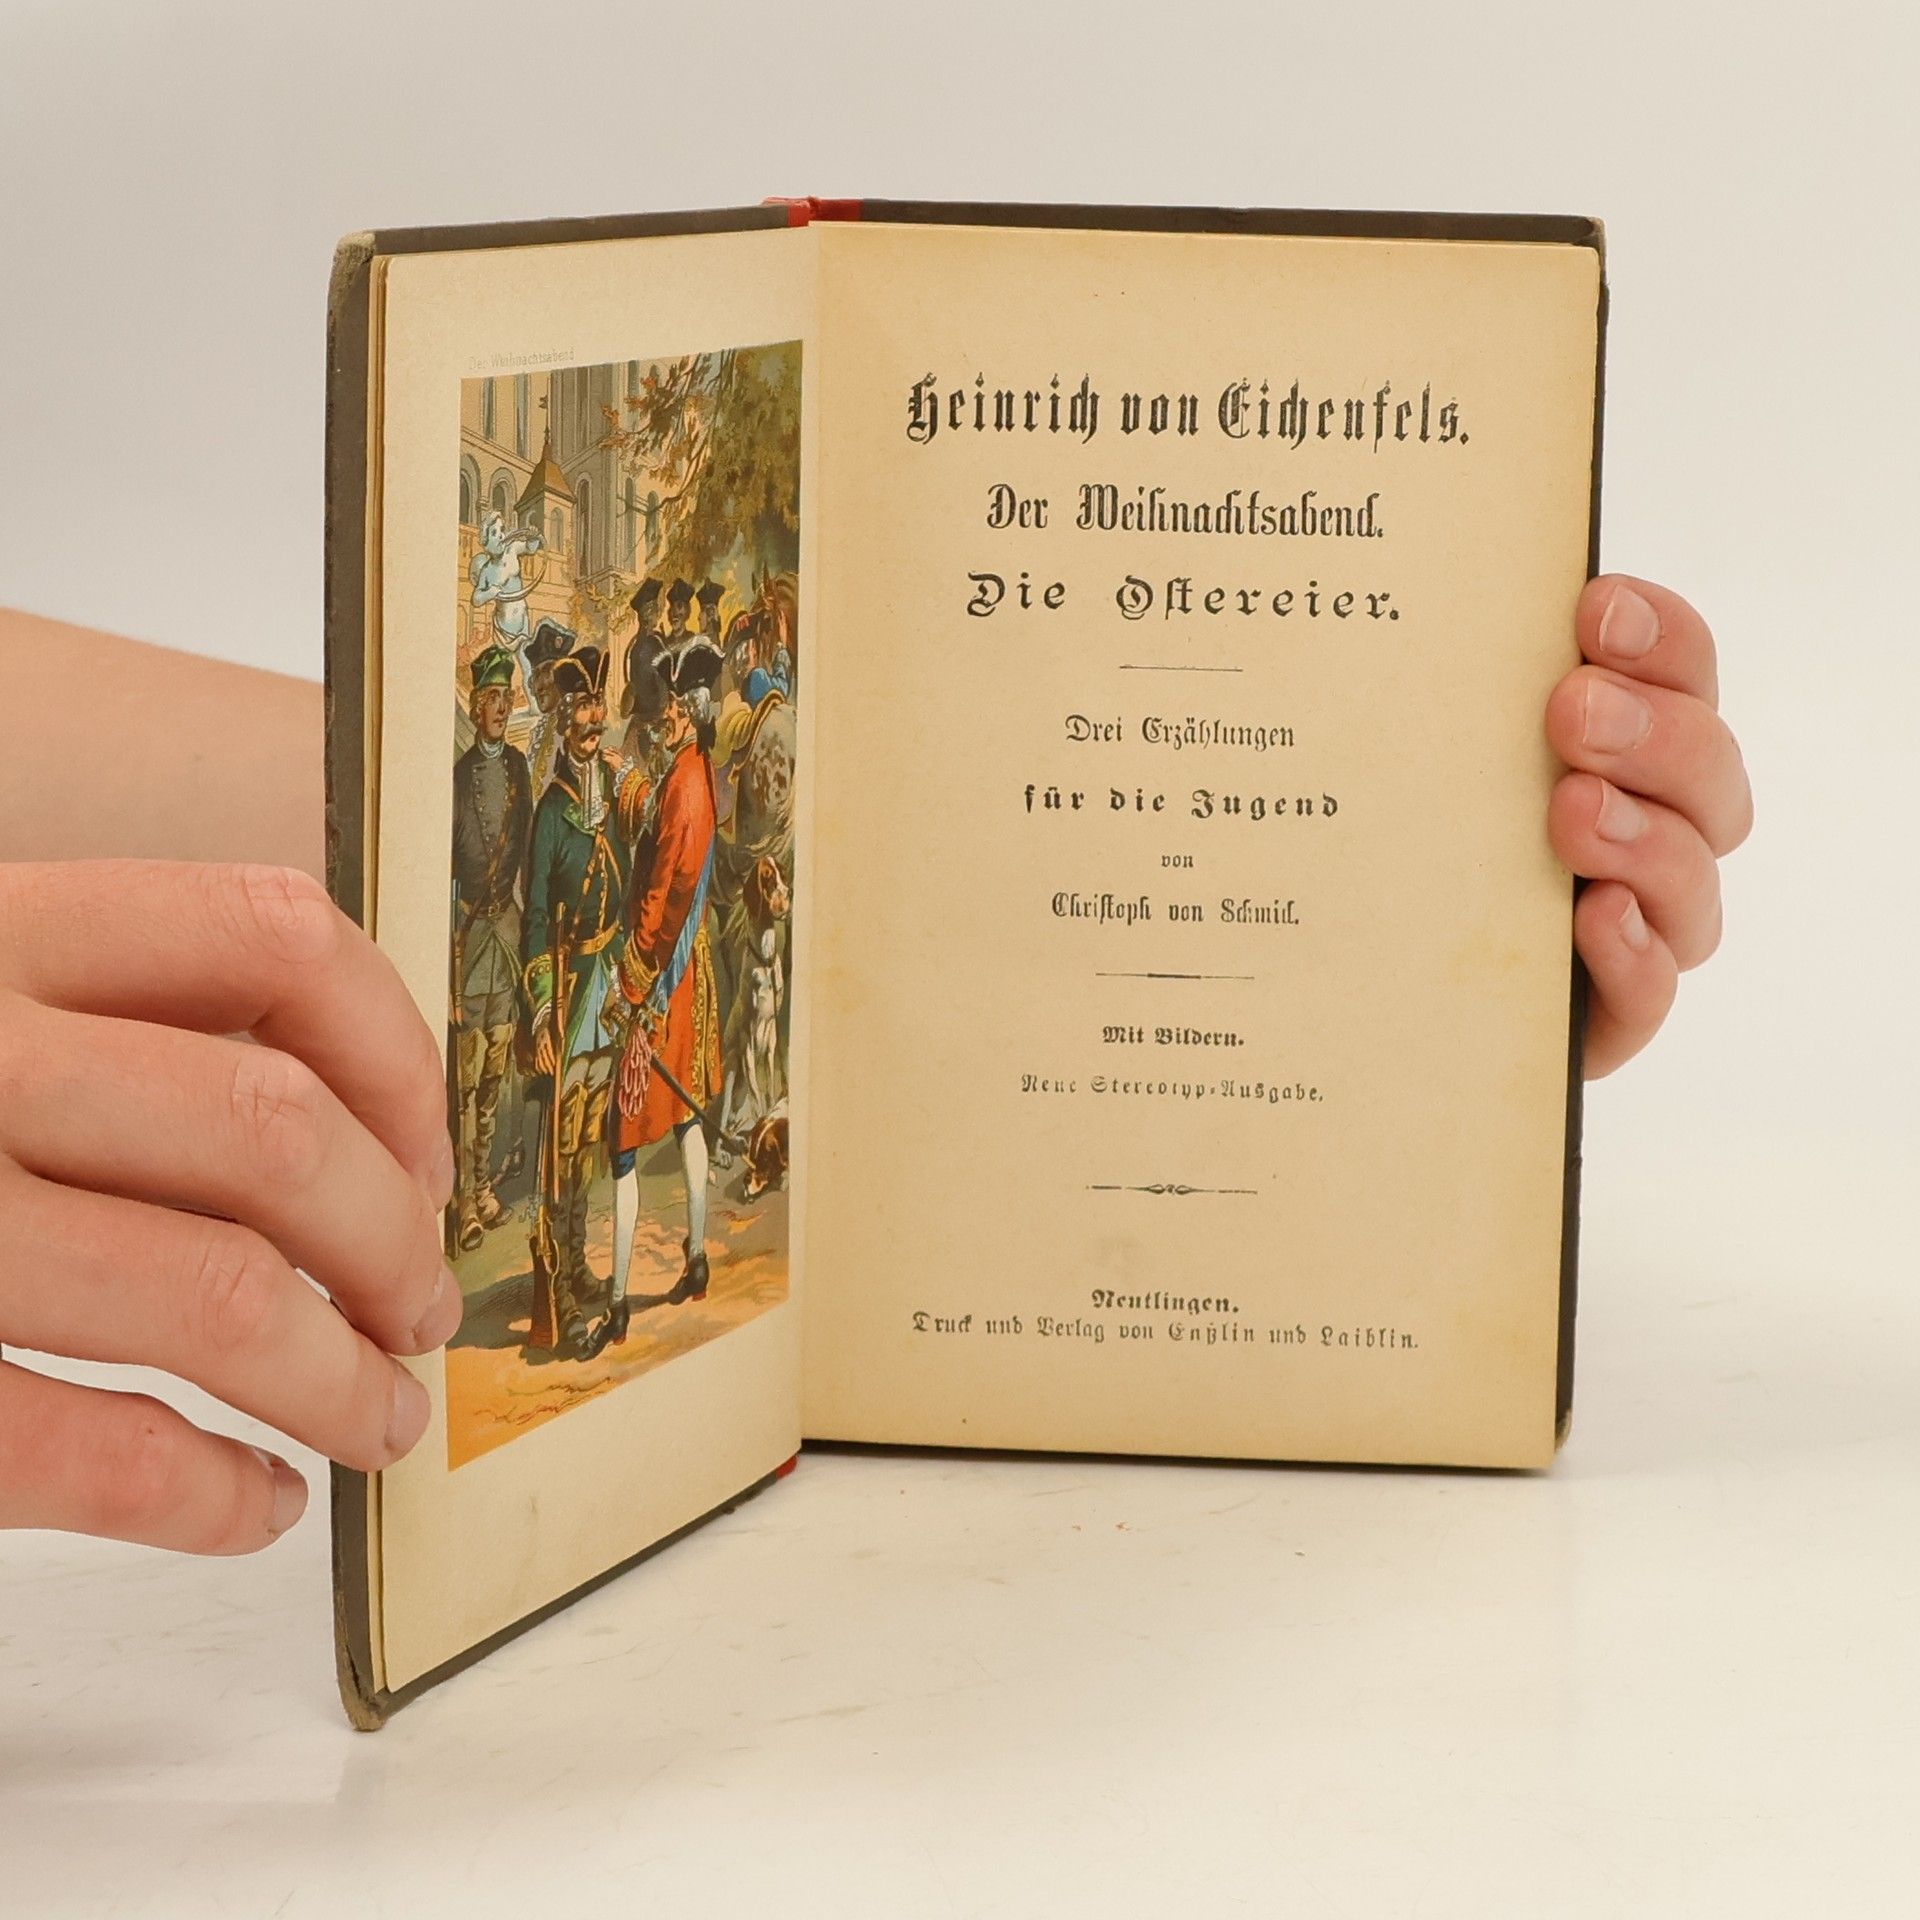 Der Weihnachtsabend
Heinrich von Eichenfels.
Der Weihnachtsabend.
Die Ostereier.
Drei Erzählungen
für die Jugend
von
Christoph von Schmid.
Mit Bildern.
Neue Stereotyp-Ausgabe.
Reutlingen.
Druck und Verlag von Enßlin und Laiblin.